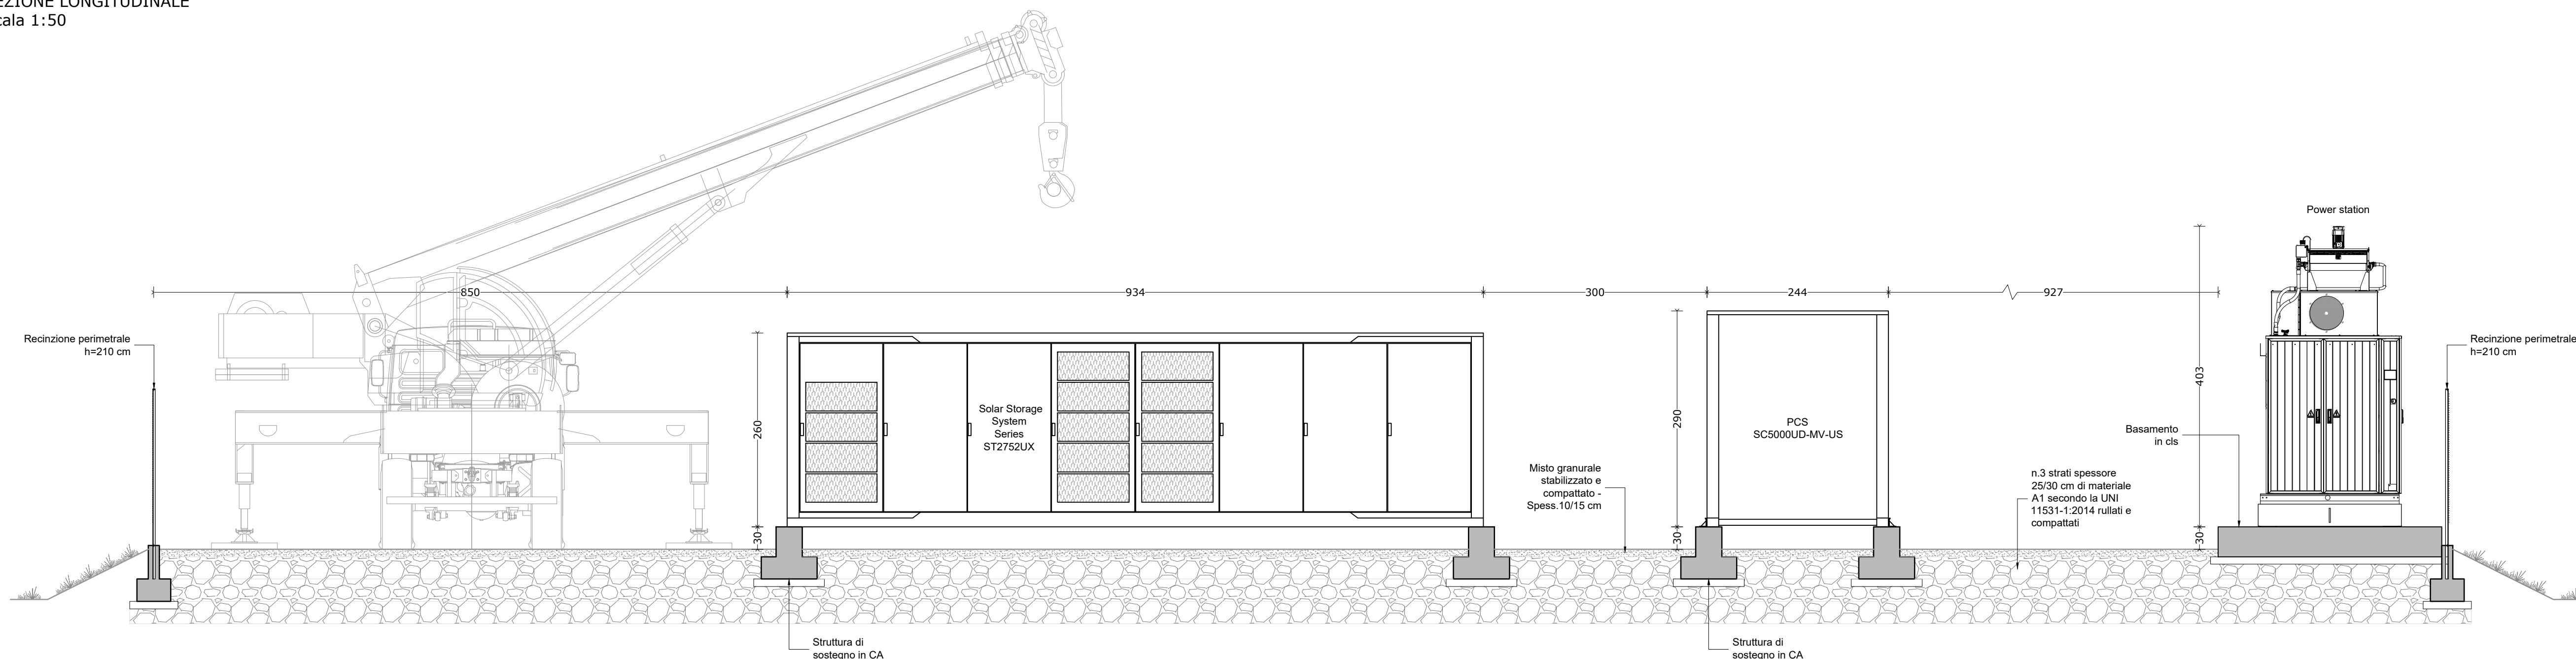 EZIONE LONGITUDINALE
cala 1:50
Power station
850
934
300
244
927
Recinzione perimetrale
h=210 cm
Recinzione perimetrale
h=210 cm
403
260
290
Solar Storage
System
Series
ST2752UX
PCS
SC5000UD-MV-US
Basamento
in cls
Misto granurale
stabilizzato e
compattato -
Spess.10/15 cm
n.3 strati spessore
25/30 cm di materiale
A1 secondo la UNI
11531-1:2014 rullati e
compattati
30
30
30
Struttura di
sostegno in CA
Struttura di
sostegno in CA